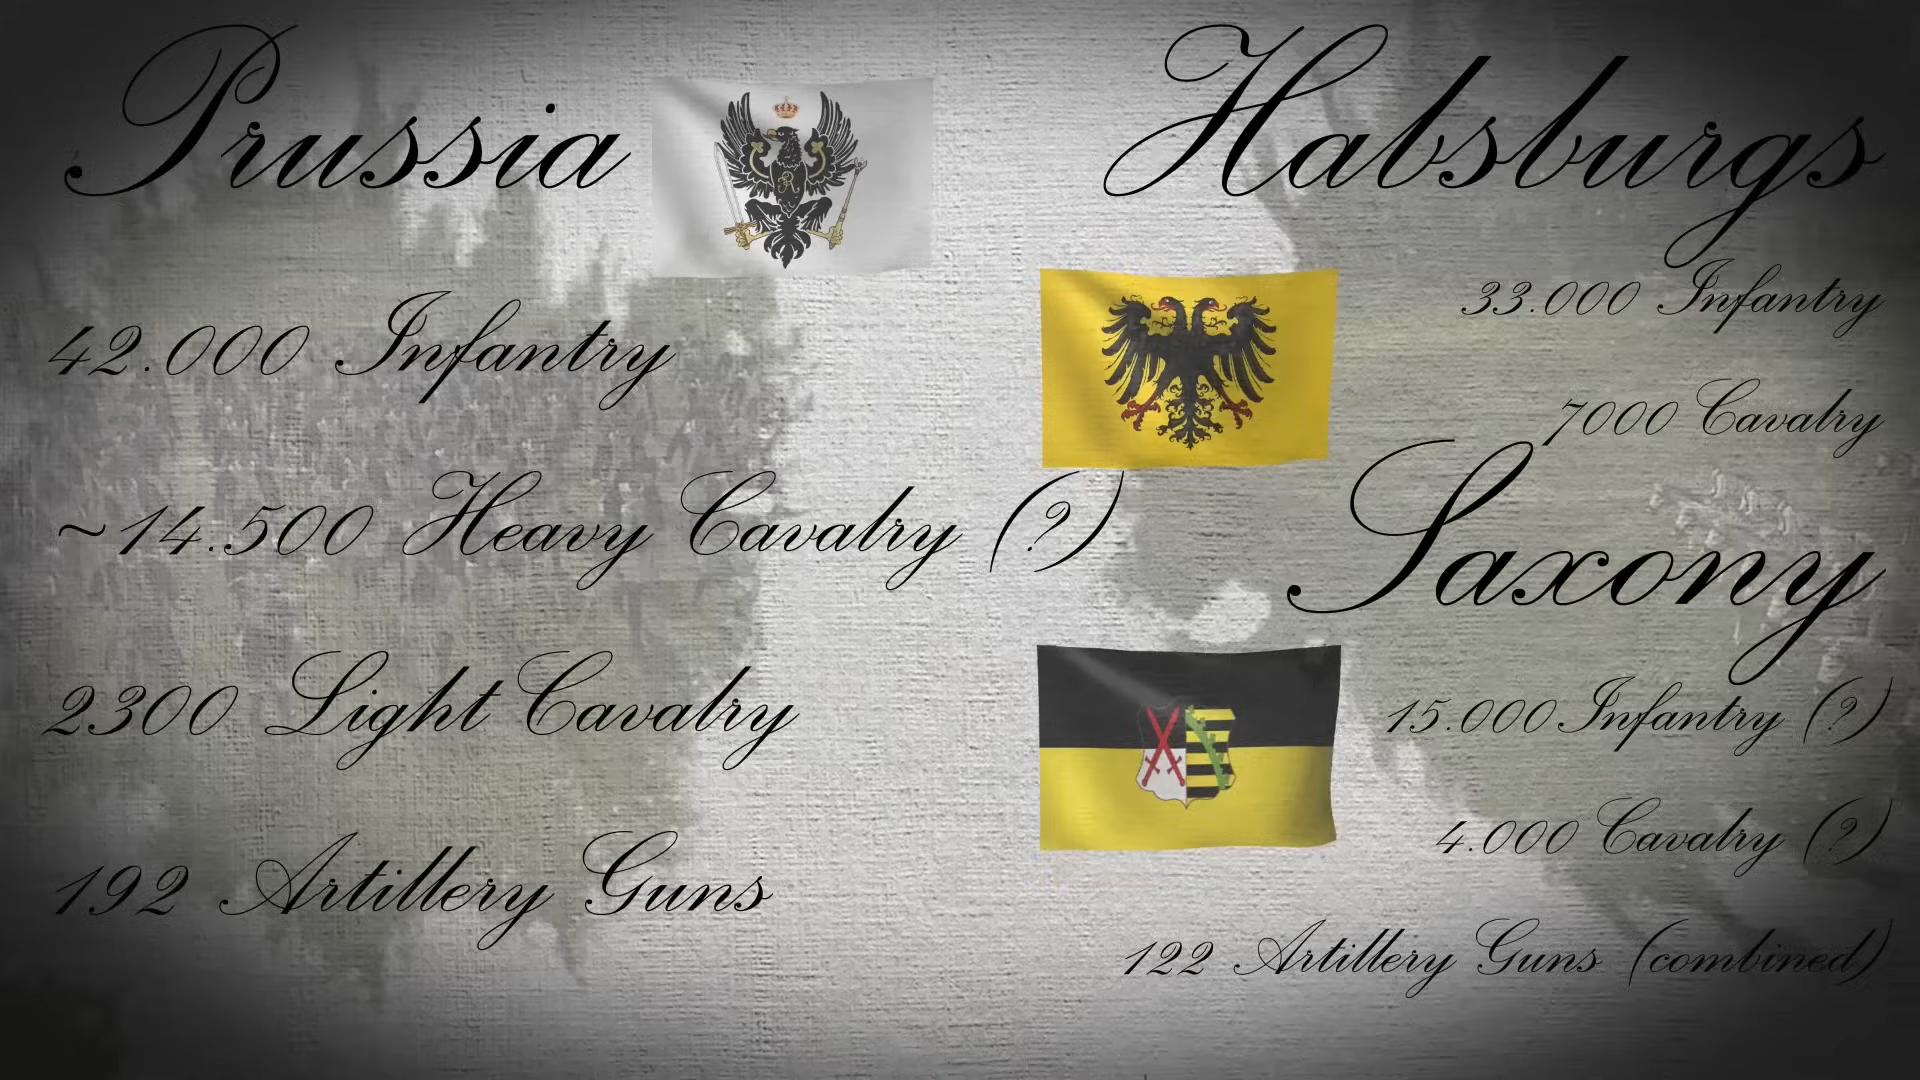 Prussia
42.000 Infantry
~14.500 Heavy Cavalry (?)
2300 Light Cavalry
192 Artillery Guns
Habsburgs
33.000 Infantry
7000 Cavalry
Saxony
15.000 Infantry (?)
4.000 Cavalry (?)
122 Artillery Guns (combined)